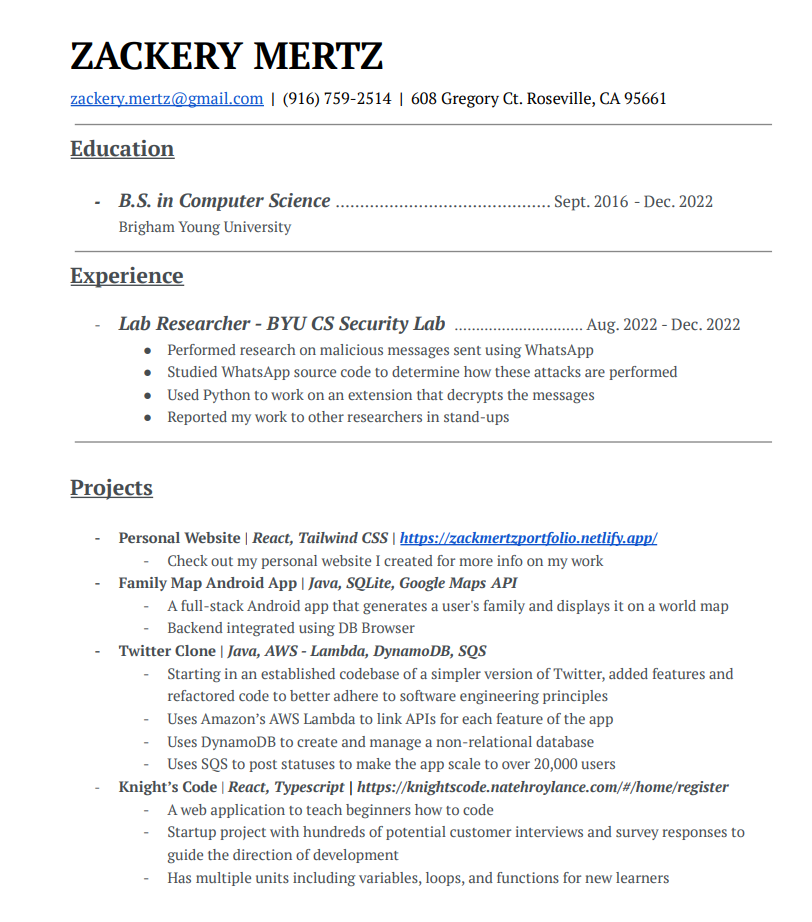 ZACKERY MERTZ
zackery.mertz@gmail.com | (916) 759-2514 | 608 Gregory Ct. Roseville, CA 95661
Education
- B.S. in Computer Science ......................................... Sept. 2016 - Dec. 2022
Brigham Young University
Experience
- Lab Researcher - BYU CS Security Lab .............................. Aug. 2022 - Dec. 2022
● Performed research on malicious messages sent using WhatsApp
● Studied WhatsApp source code to determine how these attacks are performed
● Used Python to work on an extension that decrypts the messages
● Reported my work to other researchers in stand-ups
Projects
- Personal Website | React, Tailwind CSS | https://zackmertzportfolio.netlify.app/
- Check out my personal website I created for more info on my work
- Family Map Android App | Java, SQLite, Google Maps API
- A full-stack Android app that generates a user's family and displays it on a world map
- Backend integrated using DB Browser
- Twitter Clone | Java, AWS - Lambda, DynamoDB, SQS
- Starting in an established codebase of a simpler version of Twitter, added features and
refactored code to better adhere to software engineering principles
- Uses Amazon’s AWS Lambda to link APIs for each feature of the app
- Uses DynamoDB to create and manage a non-relational database
- Uses SQS to post statuses to make the app scale to over 20,000 users
- Knight’s Code | React, Typescript | https://knightscode.natehroylance.com/#/home/register
- A web application to teach beginners how to code
- Startup project with hundreds of potential customer interviews and survey responses to
guide the direction of development
- Has multiple units including variables, loops, and functions for new learners